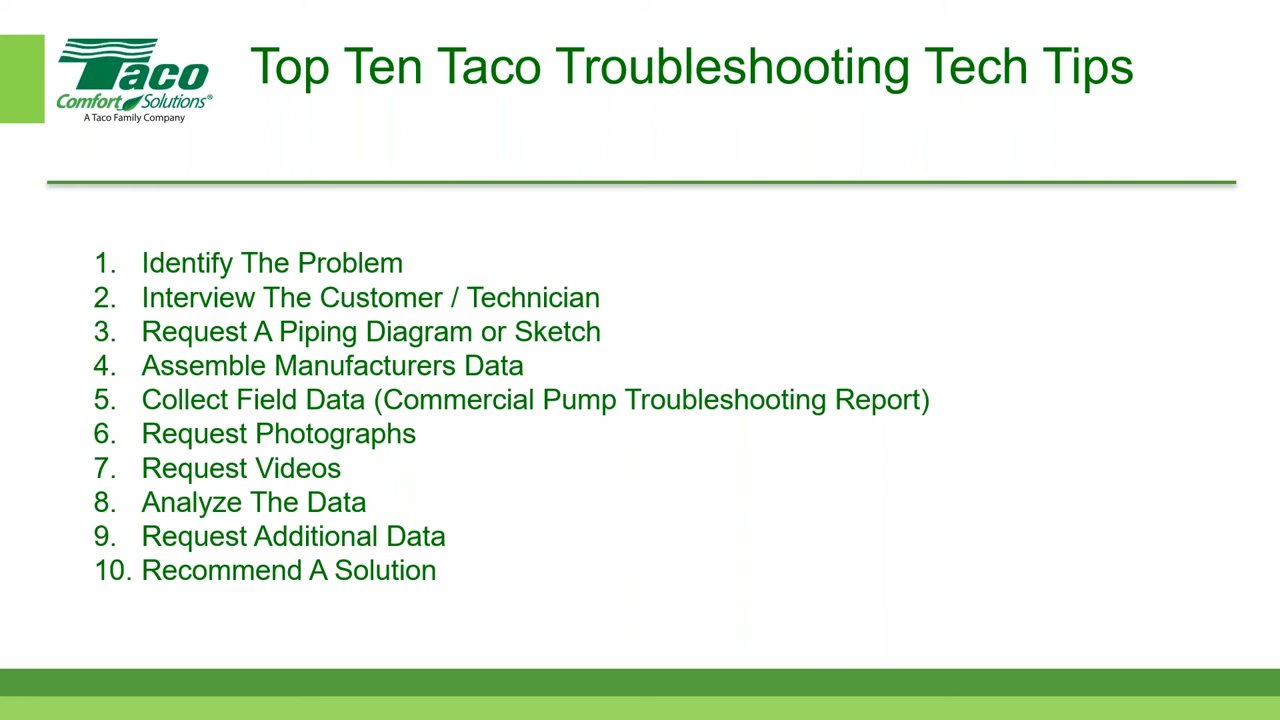 Taco
Comfort Solutions®
A Taco Family Company
Top Ten Taco Troubleshooting Tech Tips
1. Identify The Problem
2. Interview The Customer / Technician
3. Request A Piping Diagram or Sketch
4. Assemble Manufacturers Data
5. Collect Field Data (Commercial Pump Troubleshooting Report)
6. Request Photographs
7. Request Videos
8. Analyze The Data
9. Request Additional Data
10. Recommend A Solution